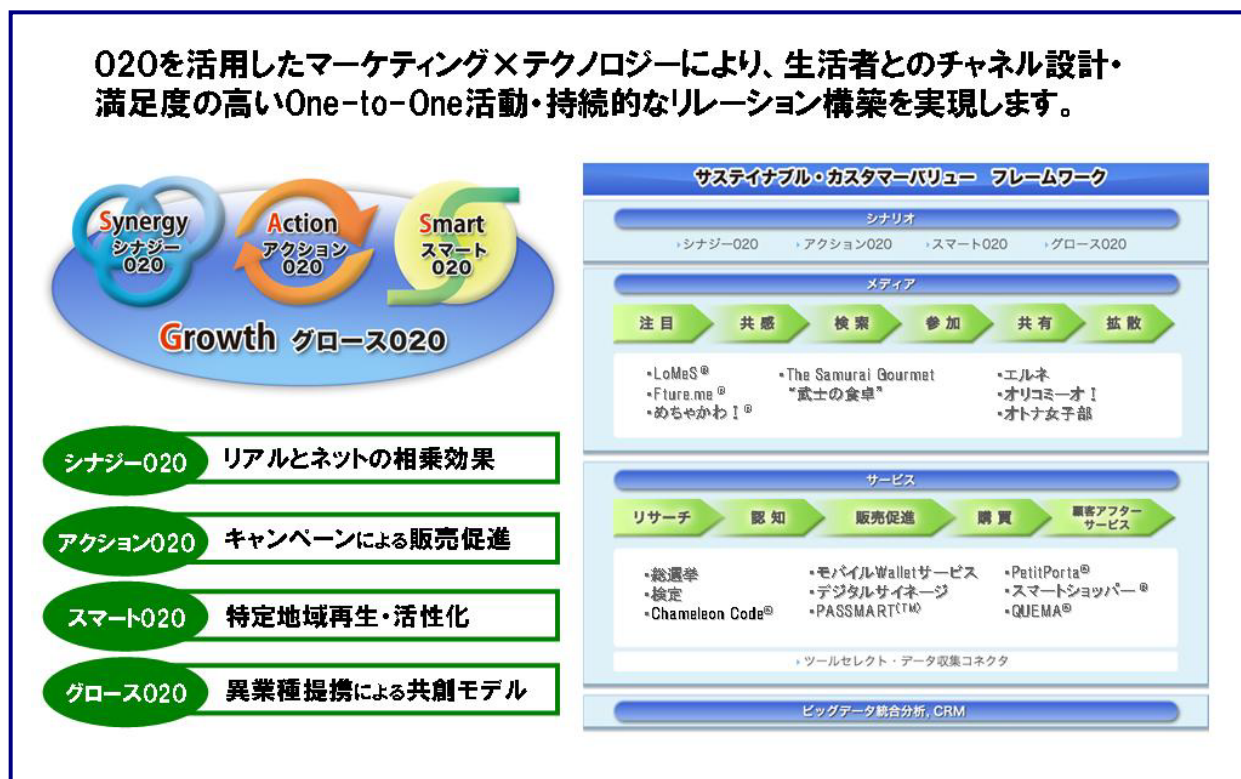 O2Oを活用したマーケティング×テクノロジーにより、生活者とのチャネル設計・
満足度の高いOne-to-One活動・持続的なリレーション構築を実現します。
Synergy
シナジー
O2O
Action
アクション
O2O
Smart
スマート
O2O
Growth グロースO2O
シナジーO2O リアルとネットの相乗効果
アクションO2O キャンペーンによる販売促進
スマートO2O 特定地域再生・活性化
グロースO2O 異業種提携による共創モデル
サステイナブル・カスタマーバリュー フレームワーク
シナリオ
シナジーO2O アクションO2O スマートO2O グロースO2O
メディア
注目 共感 検索 参加 共有 拡散
・LoMeS®
・Fture.me®
・めちゃかわ!®
・The Samurai Gourmet
“武士の食卓”
・エルネ
・オリコミーオ!
・オトナ女子部
サービス
リサーチ 認知 販売促進 購買 顧客アフターサービス
・総選挙
・検定
・Chameleon Code®
・モバイルWalletサービス
・デジタルサイネージ
・PASSMART(TM)
・PetitPorta®
・スマートショッパー®
・QUEMA®
ツールセレクト・データ収集コネクタ
ビッグデータ統合分析, CRM